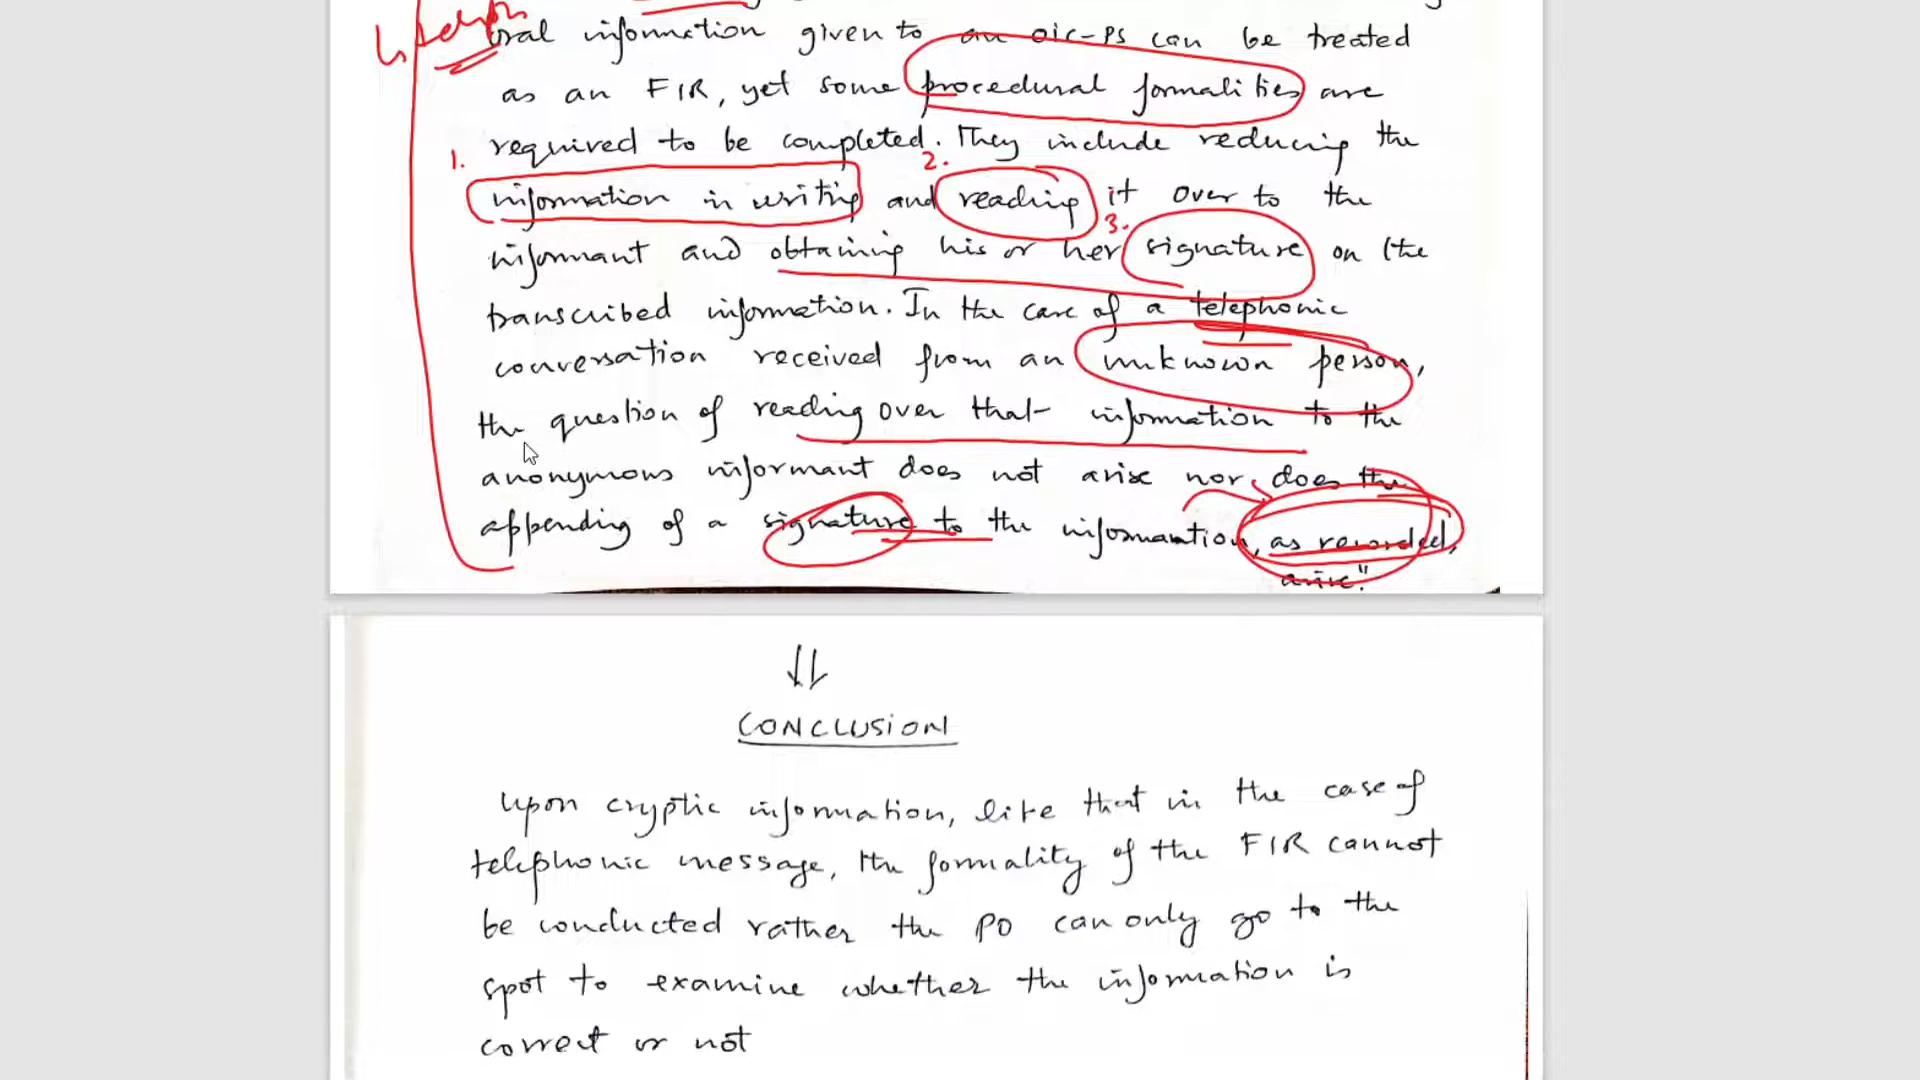 oral information given to an oic-PS can be treated
as an FIR, yet some procedural formalities are
required to be completed. They include reducing the
1. 2.
information in writing and reading it over to the
3.
informant and obtaining his or her signature on the
transcribed information. In the case of a telephonic
conversation received from an unknown person,
the question of reading over that information to the
anonymous informant does not arise nor does the
appending of a signature to the information, as recorded,
arise."
CONCLUSION
Upon cryptic information, like that in the case of
telephonic message, the formality of the FIR cannot
be conducted rather the PO can only go to the
spot to examine whether the information is
correct or not